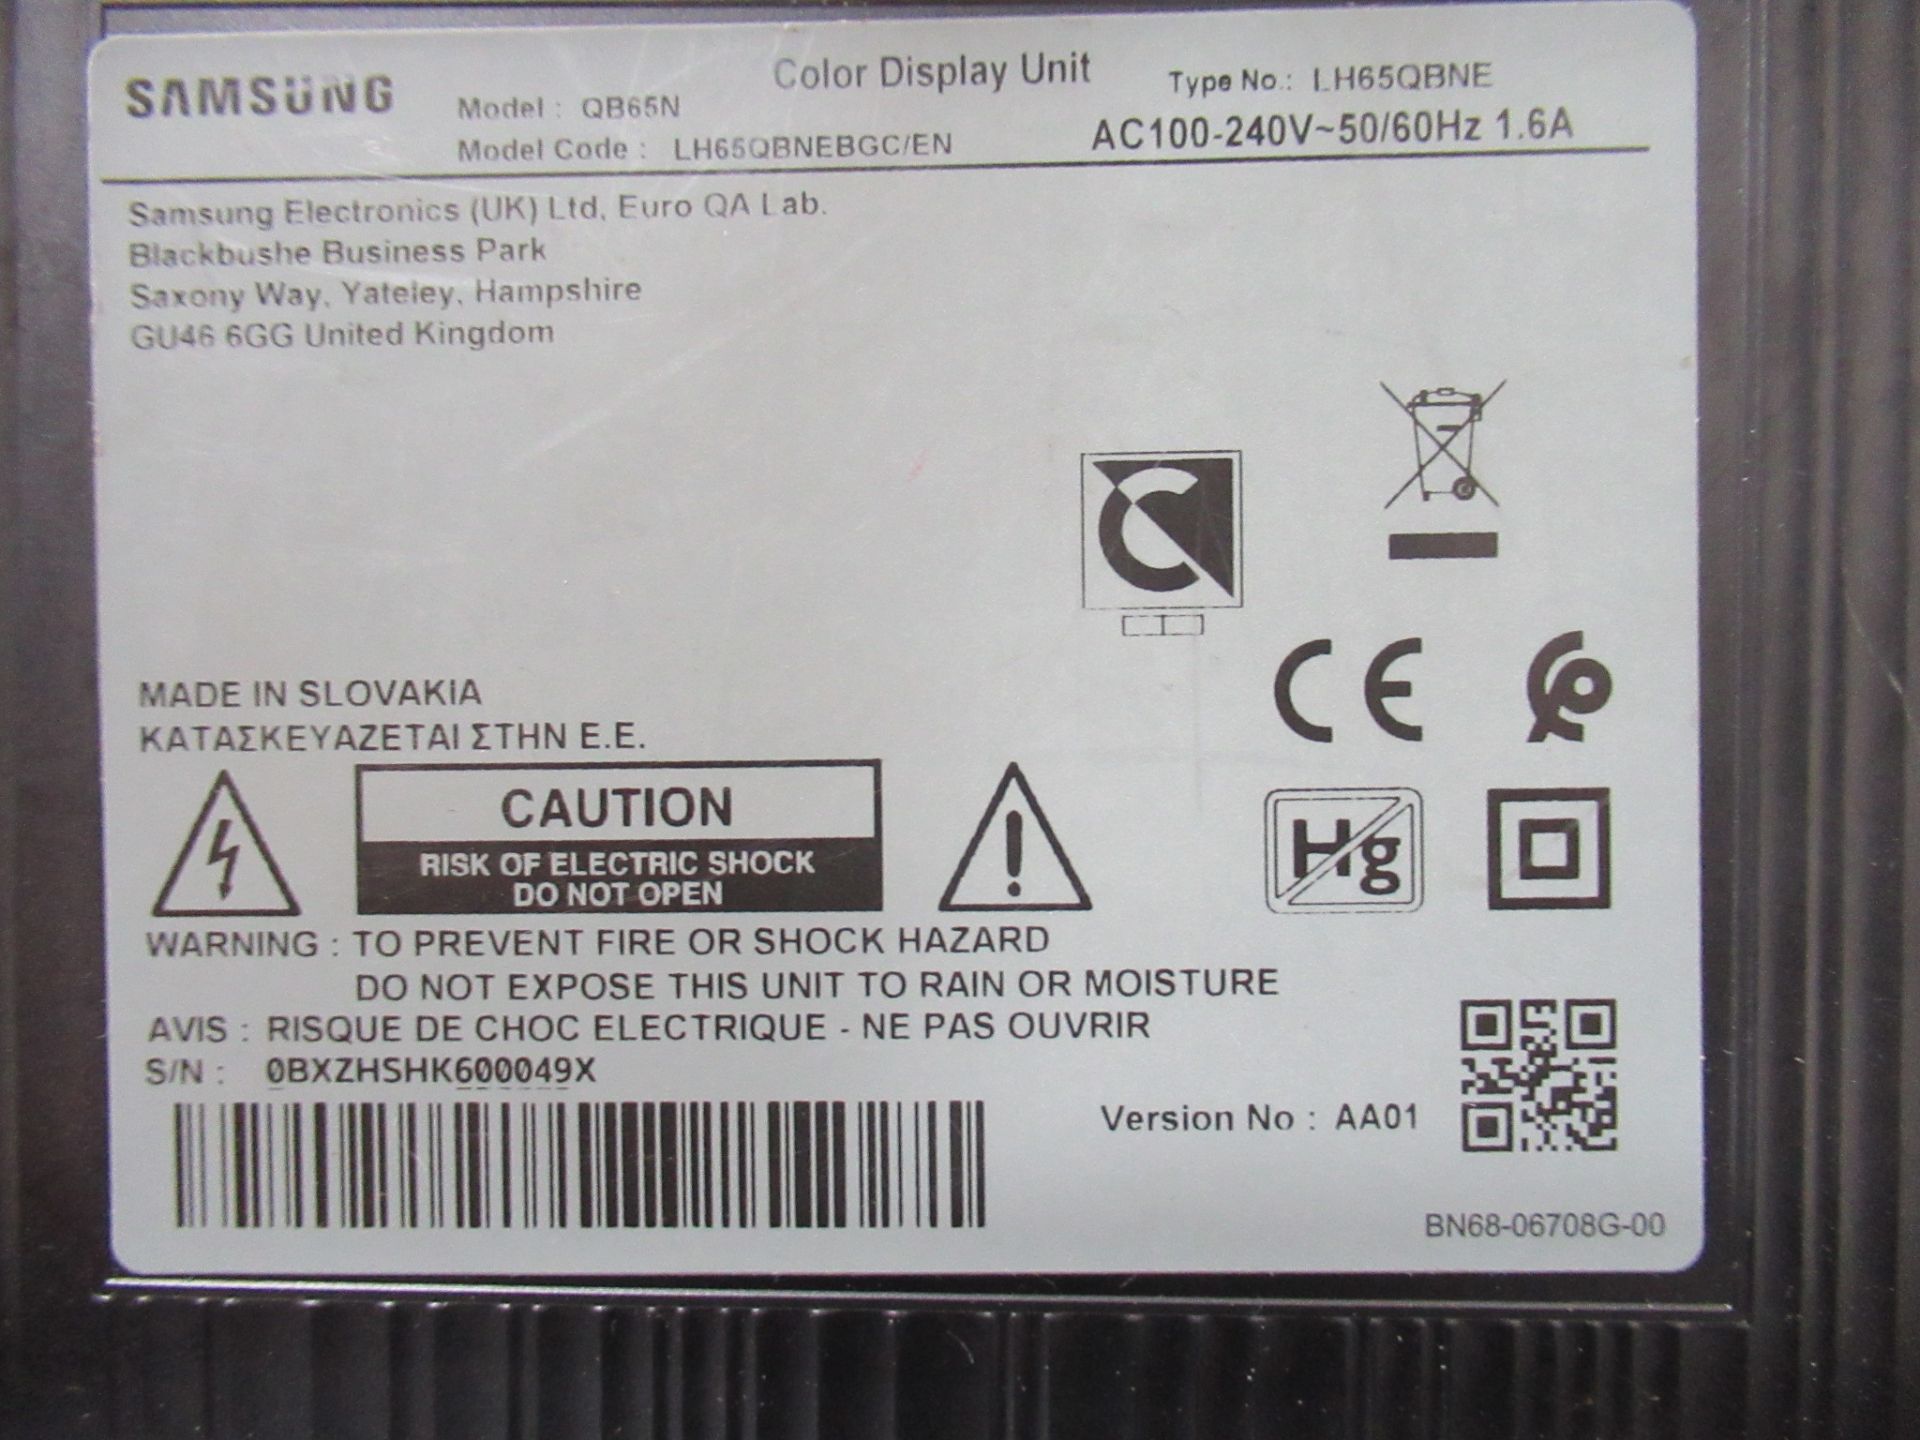 SAMSUNG
Color Display Unit
Type No.: LH65QBNE
Model : QB65N
Model Code : LH65QBNEBGC/EN
AC100-240V~50/60Hz 1.6A
Samsung Electronics (UK) Ltd, Euro QA Lab.
Blackbushe Business Park
Saxony Way, Yateley, Hampshire
GU46 6GG United Kingdom
C
MADE IN SLOVAKIA
ΚΑΤΑΣΚΕΥΑΖΕΤΑΙ ΣΤΗΝ Ε.Ε.
CE
CAUTION
RISK OF ELECTRIC SHOCK
DO NOT OPEN
Hg
WARNING : TO PREVENT FIRE OR SHOCK HAZARD
DO NOT EXPOSE THIS UNIT TO RAIN OR MOISTURE
AVIS : RISQUE DE CHOC ELECTRIQUE - NE PAS OUVRIR
S/N : 0BXZHSHK600049X
Version No : AA01
BN68-06708G-00